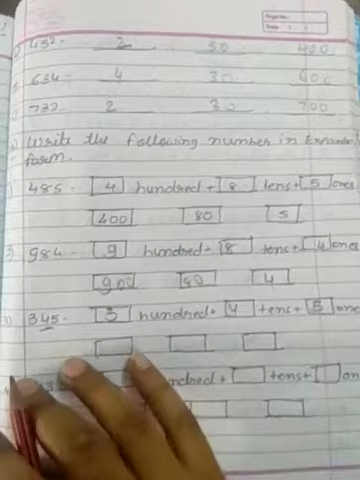 452- 2 50 400
634- 4 30 600
732- 2 30 700
Write the following number in Expanded
form.
485- 4 hundred + 8 tens + 5 ones
400 80 5
984- 9 hundred + 8 tens + 4 ones
900 80 4
345- 3 hundred + 4 tens + 5 ones
hundred + tens + on